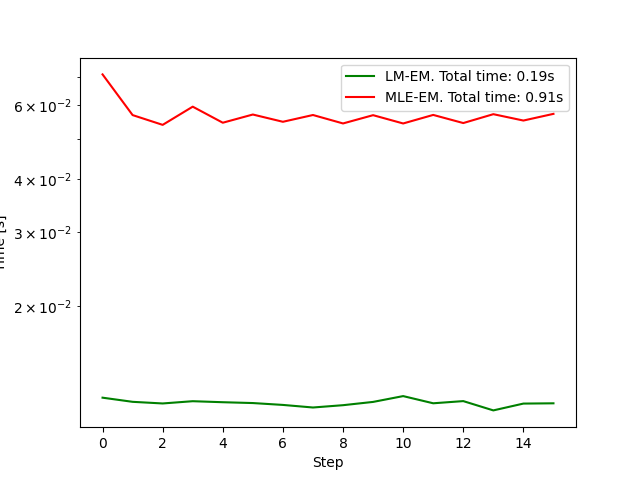 LM-EM. Total time: 0.19s
MLE-EM. Total time: 0.91s
6 × 10⁻²
4 × 10⁻²
3 × 10⁻²
2 × 10⁻²
[s]
0 2 4 6 8 10 12 14
Step